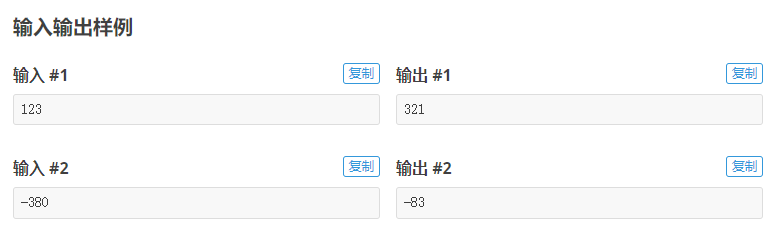 输入输出样例
输入 #1 复制 输出 #1 复制
123 321
输入 #2 复制 输出 #2 复制
-380 -83